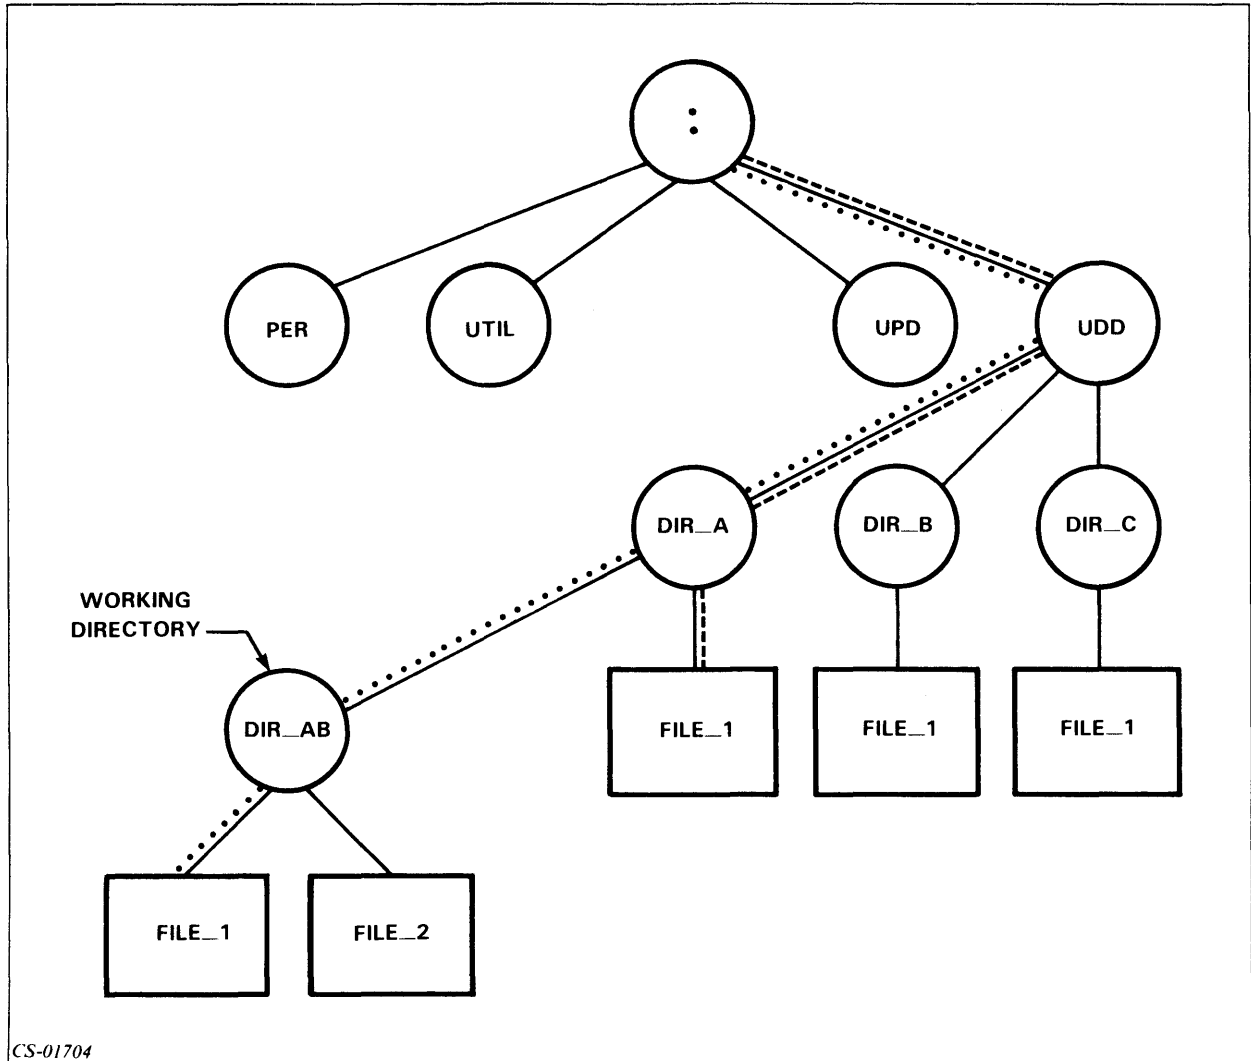 :
PER
UTIL
UPD
UDD
DIR_A
DIR_B
DIR_C
WORKING
DIRECTORY
DIR_AB
FILE_1
FILE_1
FILE_1
FILE_1
FILE_2
CS-01704